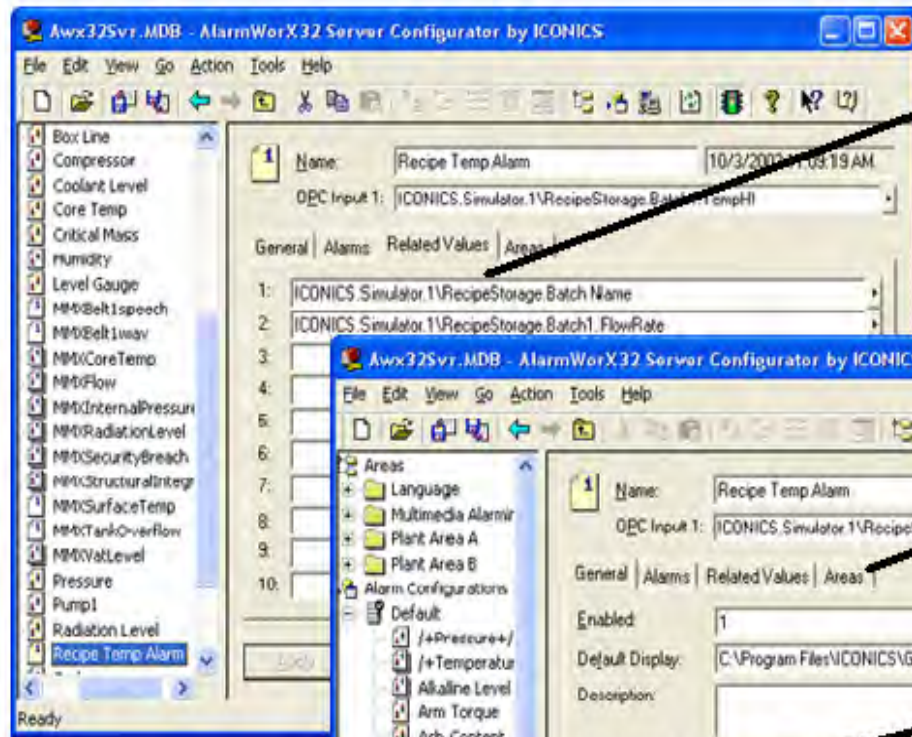 Awx32Svr.MDB - AlarmWorX32 Server Configurator by ICONICS
File Edit View Go Action Tools Help
Box Line
Compressor
Coolant Level
Core Temp
Critical Mass
Humidity
Level Gauge
MMXBelt1speech
MMXBelt1wav
MMXCoreTemp
MMXFlow
MMXInternalPressure
MMXRadiationLevel
MMXSecurityBreach
MMXStructuralIntegr
MMXSurfaceTemp
MMXTankOverflow
MMXVatLevel
Pressure
Pump1
Radiation Level
Recipe Temp Alarm
Ready
Name: Recipe Temp Alarm
OPC Input 1: ICONICS.Simulator.1\RecipeStorage.Batch1.TempHI
General Alarms Related Values Areas
1: ICONICS.Simulator.1\RecipeStorage.Batch Name
2: ICONICS.Simulator.1\RecipeStorage.Batch1.FlowRate
3:
4:
5:
6:
7:
8:
9:
10:
Awx32Svr.MDB - AlarmWorX32 Server Configurator by ICONIC
File Edit View Go Action Tools Help
Areas
Language
Multimedia Alarmin
Plant Area A
Plant Area B
Alarm Configurations
Default
/+Pressure+/
/+Temperatur
Alkaline Level
Arm Torque
Name: Recipe Temp Alarm
OPC Input 1: ICONICS.Simulator.1\Recipe
General Alarms Related Values Areas
Enabled: 1
Default Display: C:\Program Files\ICONICS\G
Description: